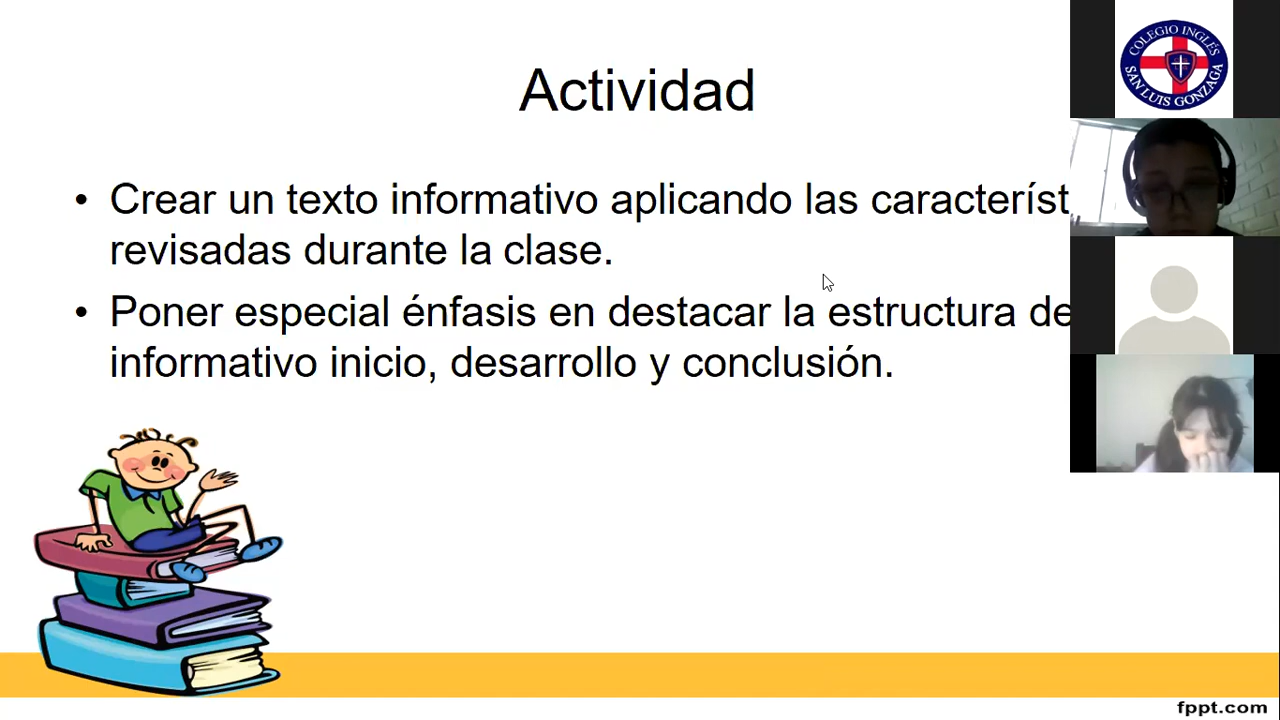 Actividad
• Crear un texto informativo aplicando las característ
revisadas durante la clase.
• Poner especial énfasis en destacar la estructura de
informativo inicio, desarrollo y conclusión.
COLEGIO INGLÉS
SAN LUIS GONZAGA
fppt.com